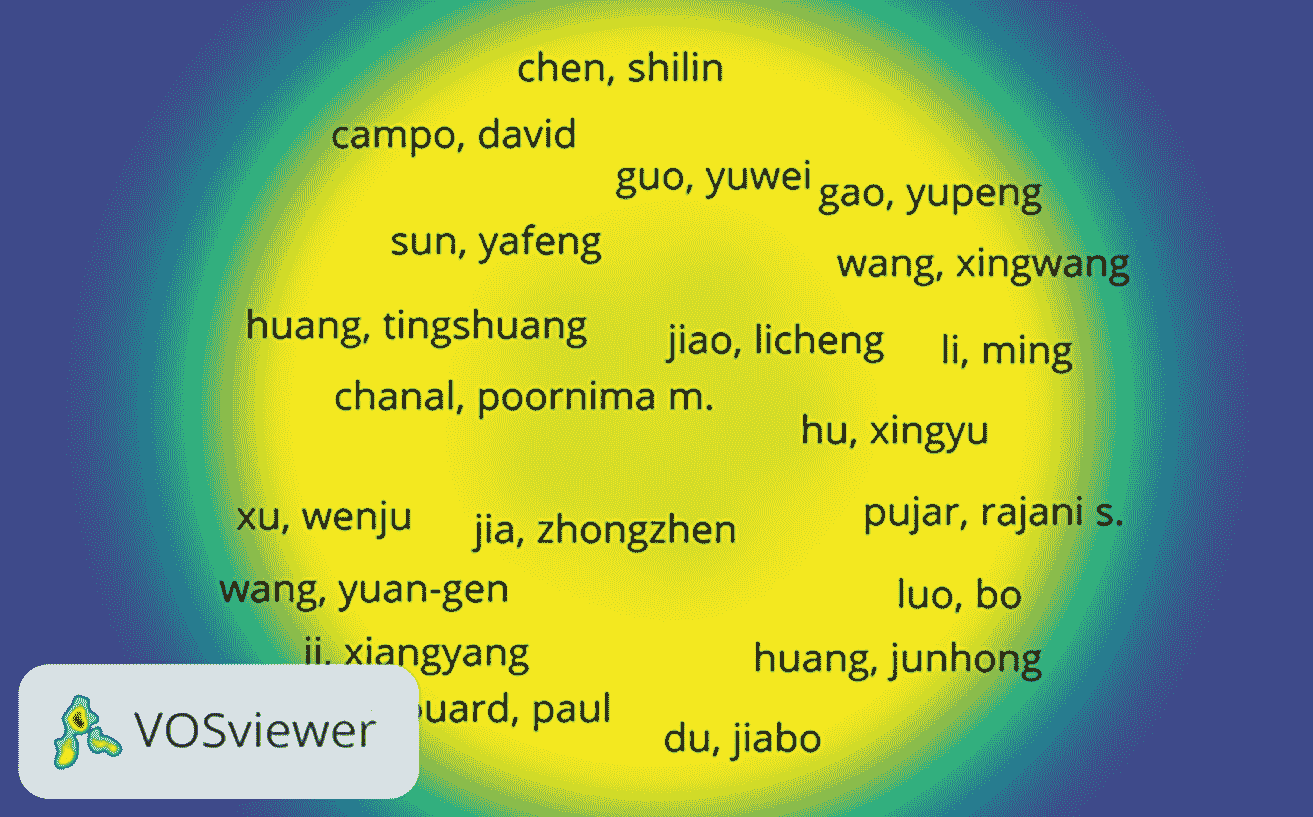 chen, shilin
campo, david
guo, yuwei
gao, yupeng
sun, yafeng
wang, xingwang
huang, tingshuang
jiao, licheng
li, ming
chanal, poornima m.
hu, xingyu
xu, wenju
jia, zhongzhen
pujar, rajani s.
wang, yuan-gen
luo, bo
ji, xiangyang
huang, junhong
paul
du, jiabo
VOSviewer